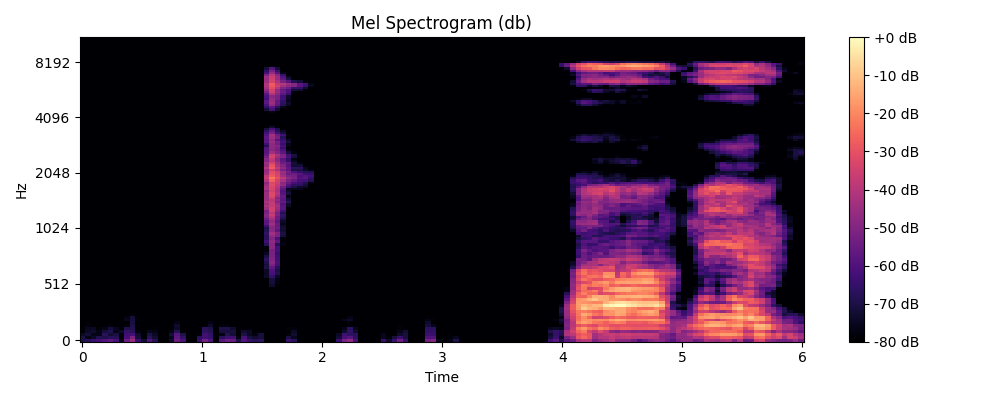 Mel Spectrogram (db)
8192
4096
2048
1024
512
0
Hz
0 1 2 3 4 5 6
Time
+0 dB
-10 dB
-20 dB
-30 dB
-40 dB
-50 dB
-60 dB
-70 dB
-80 dB